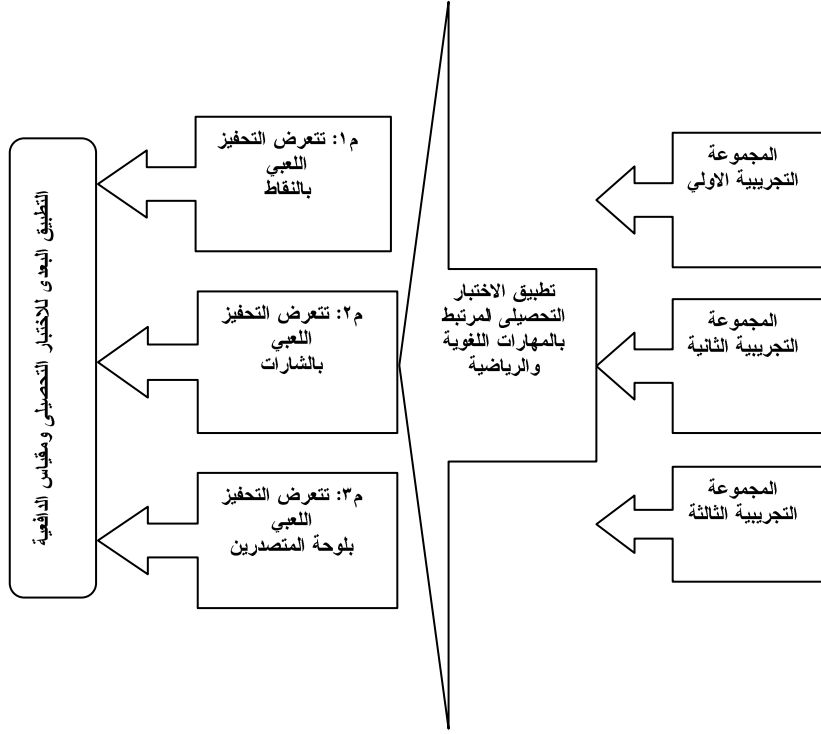 المجموعة
التجريبية الاولي
المجموعة
التجريبية الثانية
المجموعة
التجريبية الثالثة
تطبيق الاختبار
التحصيلى المرتبط
بالمهارات اللغوية
والرياضية
م١: تتعرض التحفيز
اللعبي
بالنقاط
م٢: تتعرض التحفيز
اللعبي
بالشارات
م٣: تتعرض التحفيز
اللعبي
بلوحة المتصدرين
التطبيق البعدى للاختبار التحصيلى ومقياس الدافعية